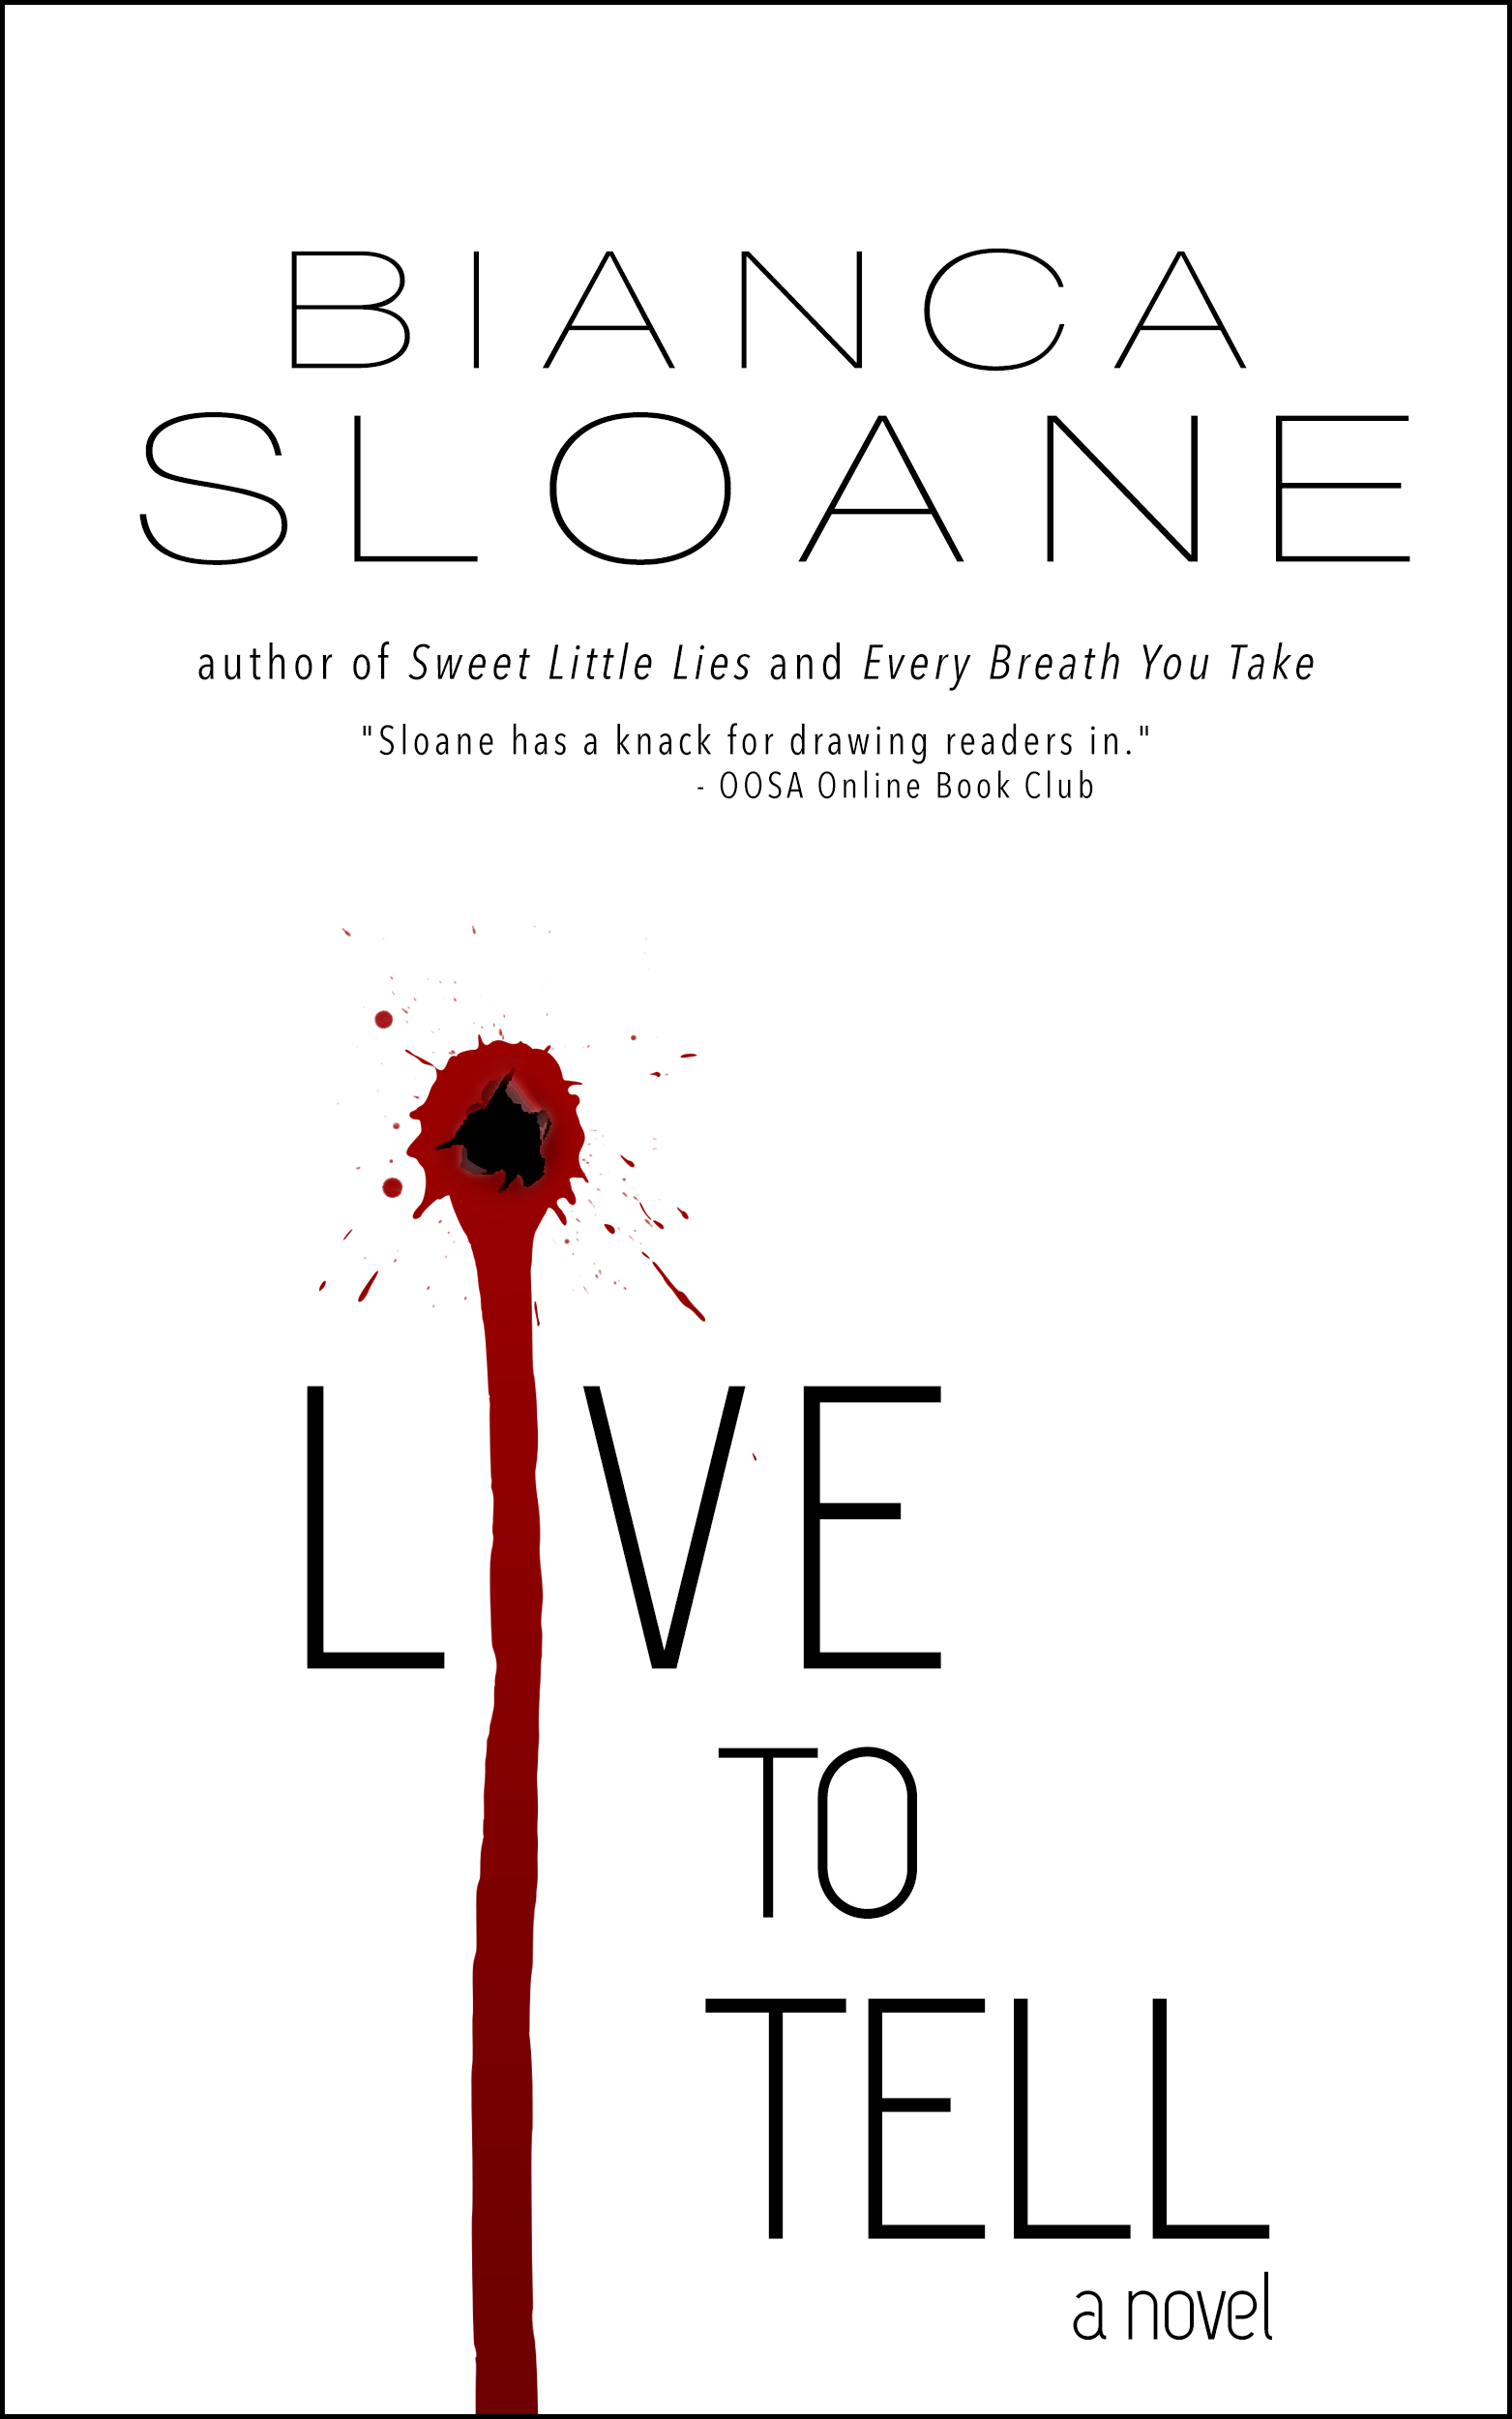 BIANCA
SLOANE
author of Sweet Little Lies and Every Breath You Take
"Sloane has a knack for drawing readers in."
- OOSA Online Book Club
LIVE
TO
TELL
a novel